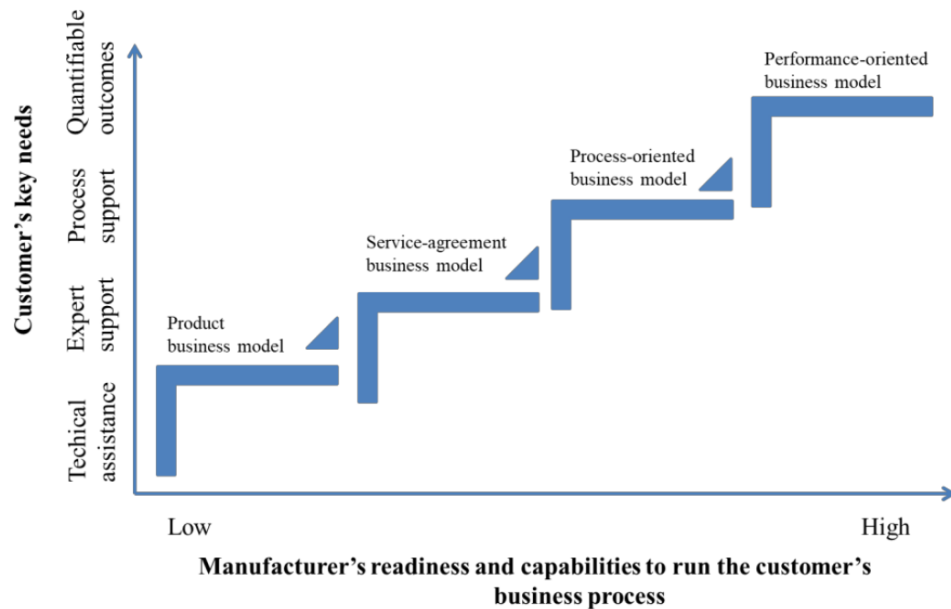 Customer's key needs
Quantifiable
outcomes
Process
support
Expert
support
Techical
assistance
Performance-oriented
business model
Process-oriented
business model
Service-agreement
business model
Product
business model
Low
High
Manufacturer's readiness and capabilities to run the customer's
business process